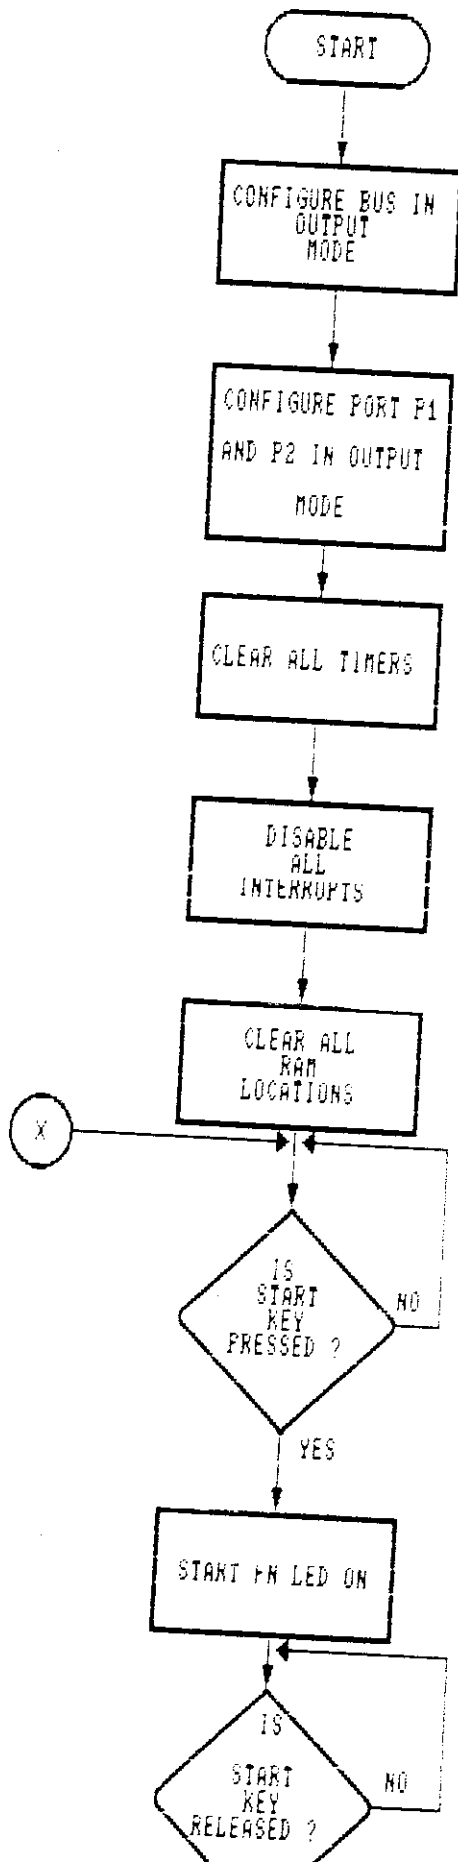 START
CONFIGURE BUS IN
OUTPUT
MODE
CONFIGURE PORT P1
AND P2 IN OUTPUT
MODE
CLEAR ALL TIMERS
DISABLE
ALL
INTERRUPTS
CLEAR ALL
RAM
LOCATIONS
X
IS
START
KEY
PRESSED ?
NO
YES
START FN LED ON
IS
START
KEY
RELEASED ?
NO